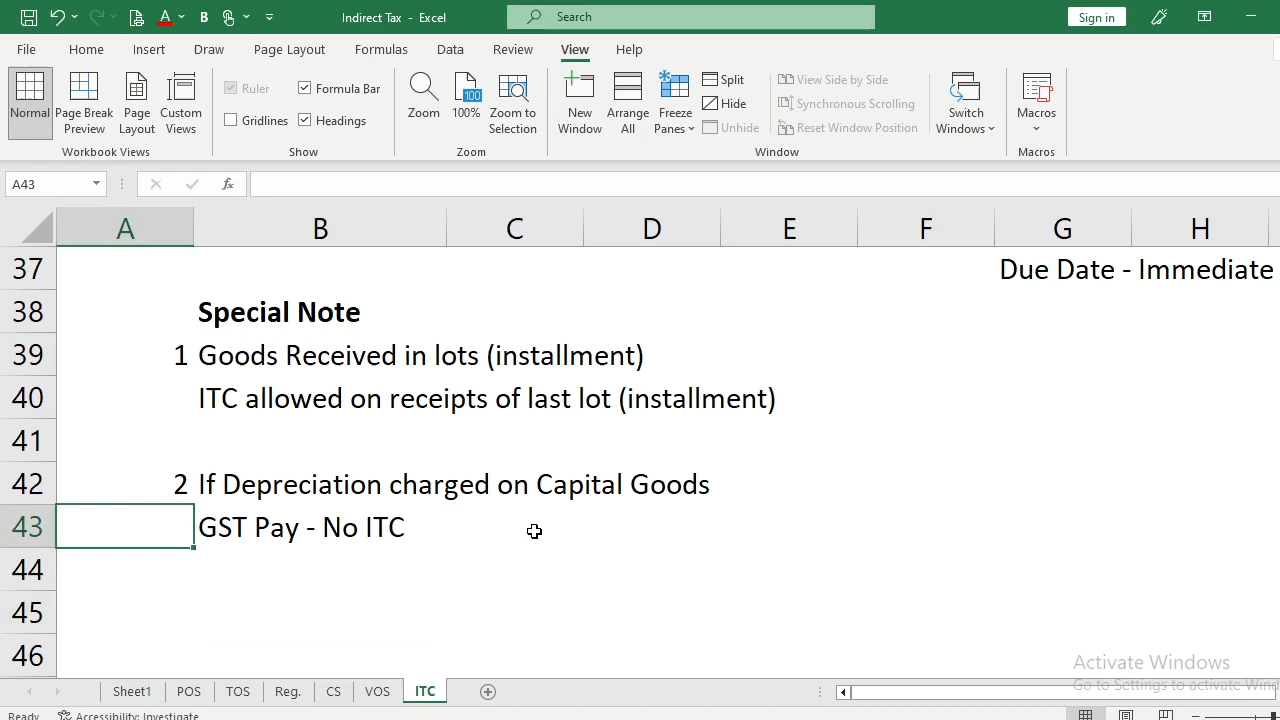 Indirect Tax - Excel
Search
Sign in
File Home Insert Draw Page Layout Formulas Data Review View Help
Normal
Page Break Preview
Page Layout
Custom Views
Workbook Views
Ruler
Formula Bar
Gridlines
Headings
Show
Zoom
100
100%
Zoom to Selection
Zoom
New Window
Arrange All
Freeze Panes
Split
Hide
Unhide
View Side by Side
Synchronous Scrolling
Reset Window Position
Window
Switch Windows
Macros
Macros
A43
fx
A B C D E F G H
37 Due Date - Immediate
38 Special Note
39 1 Goods Received in lots (installment)
40 ITC allowed on receipts of last lot (installment)
41
42 2 If Depreciation charged on Capital Goods
43 GST Pay - No ITC
44
45
46
Activate Windows
Go to Settings to activate Wind
Sheet1 POS TOS Reg. CS VOS ITC
Ready Accessibility: Investigate